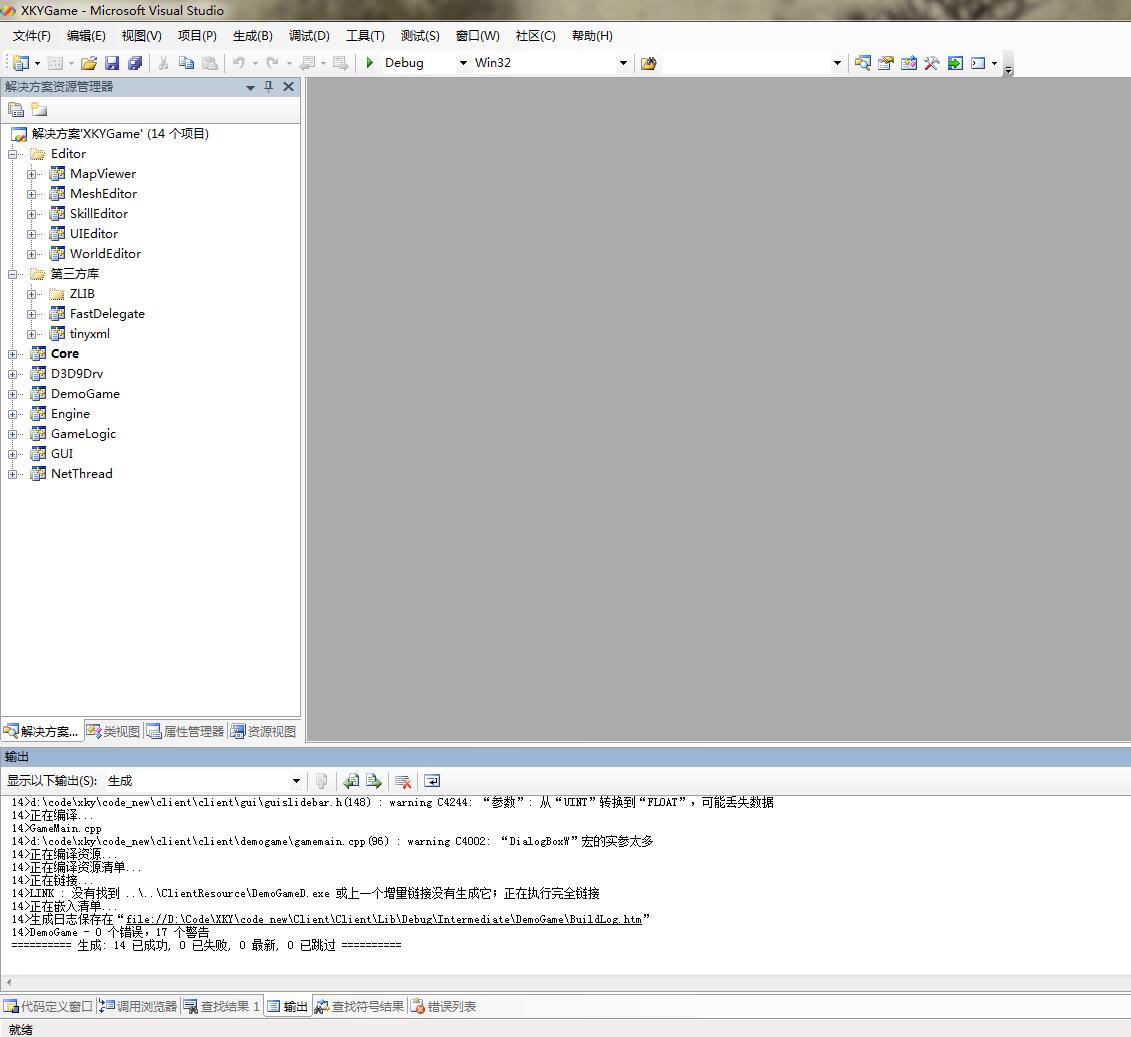 XKYGame - Microsoft Visual Studio
文件(F) 编辑(E) 视图(V) 项目(P) 生成(B) 调试(D) 工具(T) 测试(S) 窗口(W) 社区(C) 帮助(H)
Debug Win32
解决方案资源管理器
解决方案'XKYGame' (14 个项目)
Editor
MapViewer
MeshEditor
SkillEditor
UIEditor
WorldEditor
第三方库
ZLIB
FastDelegate
tinyxml
Core
D3D9Drv
DemoGame
Engine
GameLogic
GUI
NetThread
解决方案... 类视图 属性管理器 资源视图
输出
显示以下输出(S): 生成
14>d:\code\xky\code_new\client\client\gui\guislidebar.h(148) : warning C4244: “参数”: 从“UINT”转换到“FLOAT”，可能丢失数据
14>正在编译...
14>GameMain.cpp
14>d:\code\xky\code_new\client\client\demogame\gamemain.cpp(96) : warning C4002: “DialogBoxW”宏的实参太多
14>正在编译资源...
14>正在编译资源清单...
14>正在链接...
14>LINK : 没有找到 ..\..\ClientResource\DemoGameD.exe 或上一个增量链接没有生成它；正在执行完全链接
14>正在嵌入清单...
14>生成日志保存在“file://D:\Code\XKY\code_new\Client\Client\Lib\Debug\Intermediate\DemoGame\BuildLog.htm”
14>DemoGame - 0 个错误，17 个警告
========== 生成: 14 已成功, 0 已失败, 0 最新, 0 已跳过 ==========
代码定义窗口 调用浏览器 查找结果 1 输出 查找符号结果 错误列表
就绪